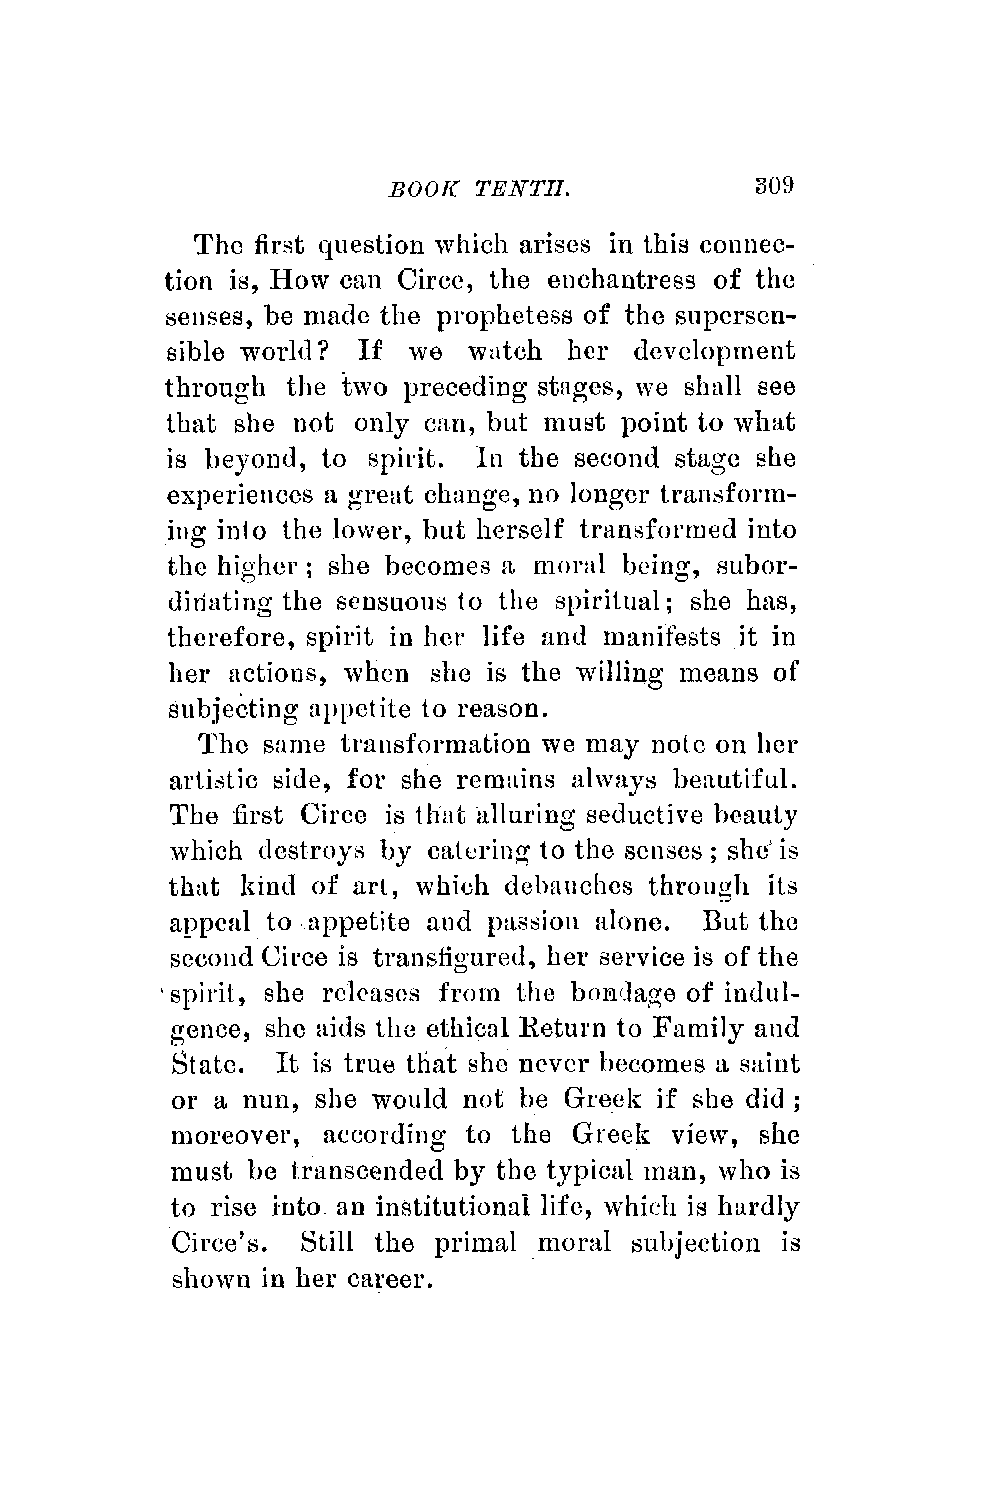 BOOK TENTH. 309
The first question which arises in this connec-
tion is, How can Circe, the enchantress of the
senses, be made the prophetess of the supersen-
sible world? If we watch her development
through the two preceding stages, we shall see
that she not only can, but must point to what
is beyond, to spirit. In the second stage she
experiences a great change, no longer transform-
ing into the lower, but herself transformed into
the higher; she becomes a moral being, subor-
dinating the sensuous to the spiritual; she has,
therefore, spirit in her life and manifests it in
her actions, when she is the willing means of
subjecting appetite to reason.
The same transformation we may note on her
artistic side, for she remains always beautiful.
The first Circe is that alluring seductive beauty
which destroys by catering to the senses; she is
that kind of art, which debauches through its
appeal to appetite and passion alone. But the
second Circe is transfigured, her service is of the
spirit, she releases from the bondage of indul-
gence, she aids the ethical Return to Family and
State. It is true that she never becomes a saint
or a nun, she would not be Greek if she did;
moreover, according to the Greek view, she
must be transcended by the typical man, who is
to rise into an institutional life, which is hardly
Circe's. Still the primal moral subjection is
shown in her career.